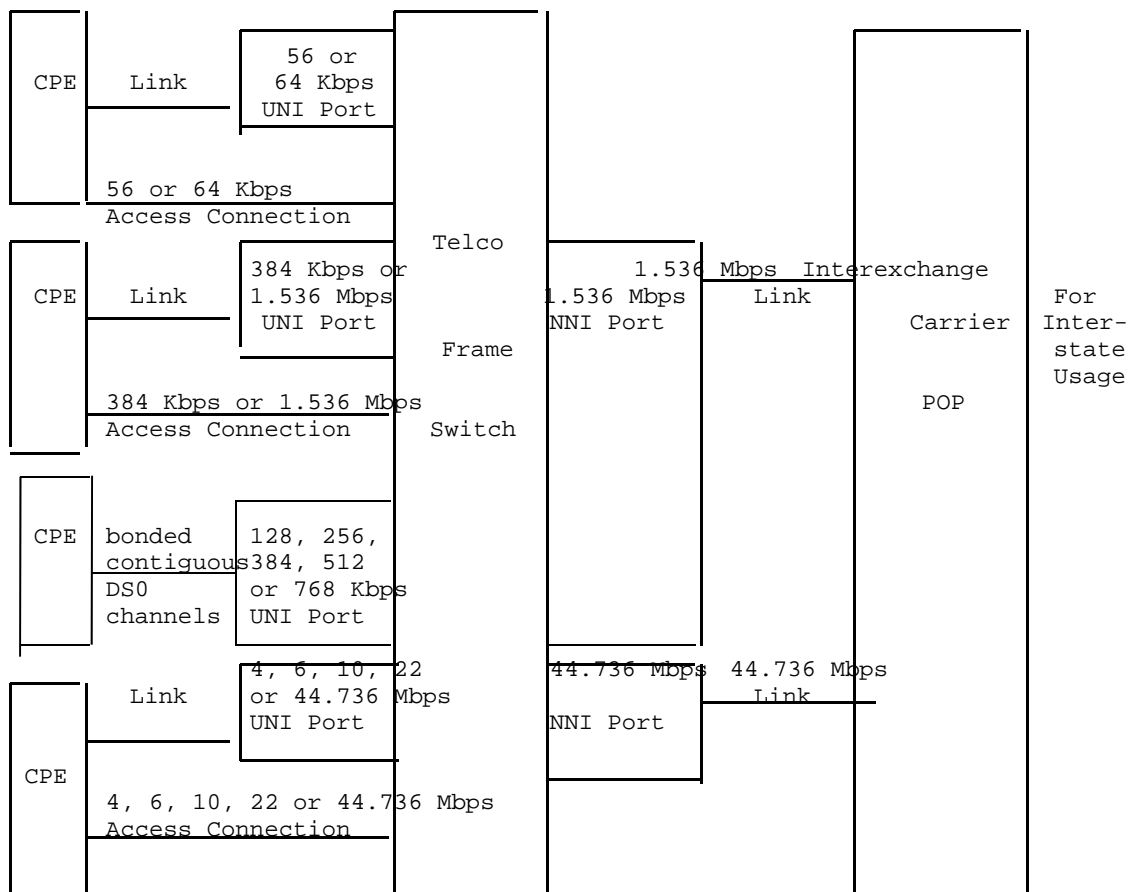 56 or
CPE Link 64 Kbps
UNI Port
56 or 64 Kbps
Access Connection
Telco
384 Kbps or 1.536 Mbps Interexchange
CPE Link 1.536 Mbps 1.536 Mbps Link For
UNI Port NNI Port Carrier Inter-
Frame state
Usage
384 Kbps or 1.536 Mbps POP
Access Connection Switch
CPE bonded 128, 256,
contiguous 384, 512
DS0 or 768 Kbps
channels UNI Port
4, 6, 10, 22 44.736 Mbps 44.736 Mbps
Link or 44.736 Mbps Link
UNI Port NNI Port
CPE
4, 6, 10, 22 or 44.736 Mbps
Access Connection